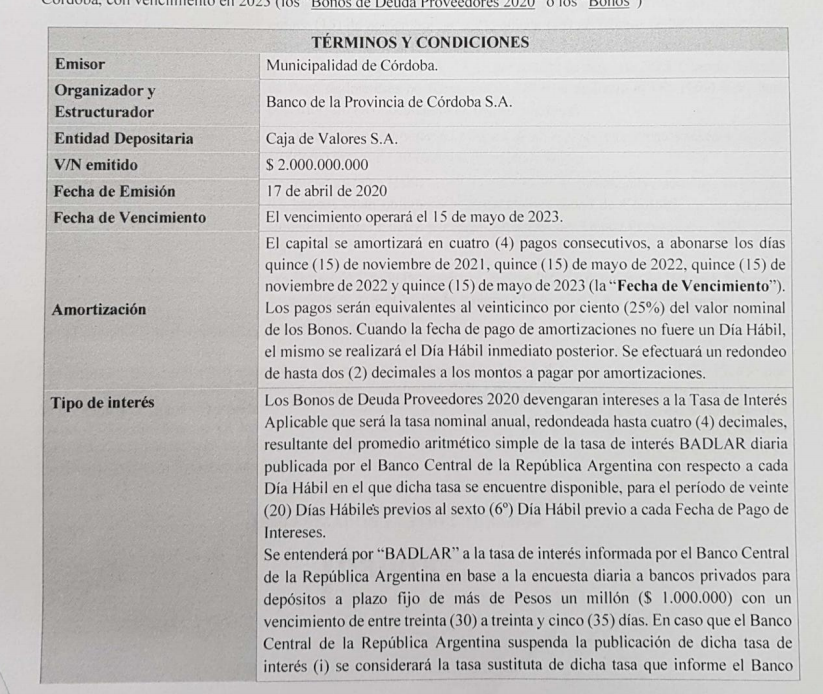 Córdoba, con vencimiento en 2023 (los "Bonos de Deuda Proveedores 2020" o los "Bonos")
TÉRMINOS Y CONDICIONES
Emisor
Municipalidad de Córdoba.
Organizador y
Estructurador
Banco de la Provincia de Córdoba S.A.
Entidad Depositaria
Caja de Valores S.A.
V/N emitido
$ 2.000.000.000
Fecha de Emisión
17 de abril de 2020
Fecha de Vencimiento
El vencimiento operará el 15 de mayo de 2023.
Amortización
El capital se amortizará en cuatro (4) pagos consecutivos, a abonarse los días
quince (15) de noviembre de 2021, quince (15) de mayo de 2022, quince (15) de
noviembre de 2022 y quince (15) de mayo de 2023 (la "Fecha de Vencimiento").
Los pagos serán equivalentes al veinticinco por ciento (25%) del valor nominal
de los Bonos. Cuando la fecha de pago de amortizaciones no fuere un Día Hábil,
el mismo se realizará el Día Hábil inmediato posterior. Se efectuará un redondeo
de hasta dos (2) decimales a los montos a pagar por amortizaciones.
Tipo de interés
Los Bonos de Deuda Proveedores 2020 devengaran intereses a la Tasa de Interés
Aplicable que será la tasa nominal anual, redondeada hasta cuatro (4) decimales,
resultante del promedio aritmético simple de la tasa de interés BADLAR diaria
publicada por el Banco Central de la República Argentina con respecto a cada
Día Hábil en el que dicha tasa se encuentre disponible, para el período de veinte
(20) Días Hábiles previos al sexto (6º) Día Hábil previo a cada Fecha de Pago de
Intereses.
Se entenderá por "BADLAR" a la tasa de interés informada por el Banco Central
de la República Argentina en base a la encuesta diaria a bancos privados para
depósitos a plazo fijo de más de Pesos un millón ($ 1.000.000) con un
vencimiento de entre treinta (30) a treinta y cinco (35) días. En caso que el Banco
Central de la República Argentina suspenda la publicación de dicha tasa de
interés (i) se considerará la tasa sustituta de dicha tasa que informe el Banco